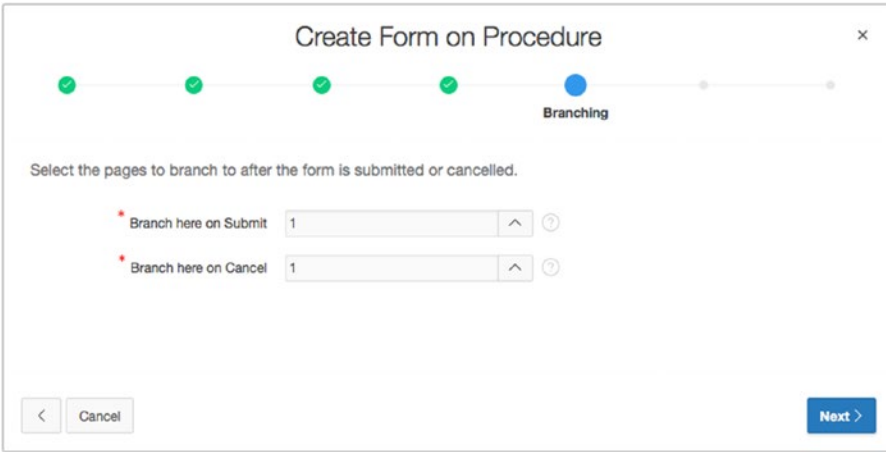 Create Form on Procedure
Branching
Select the pages to branch to after the form is submitted or cancelled.
* Branch here on Submit 1 ?
* Branch here on Cancel 1 ?
Cancel Next